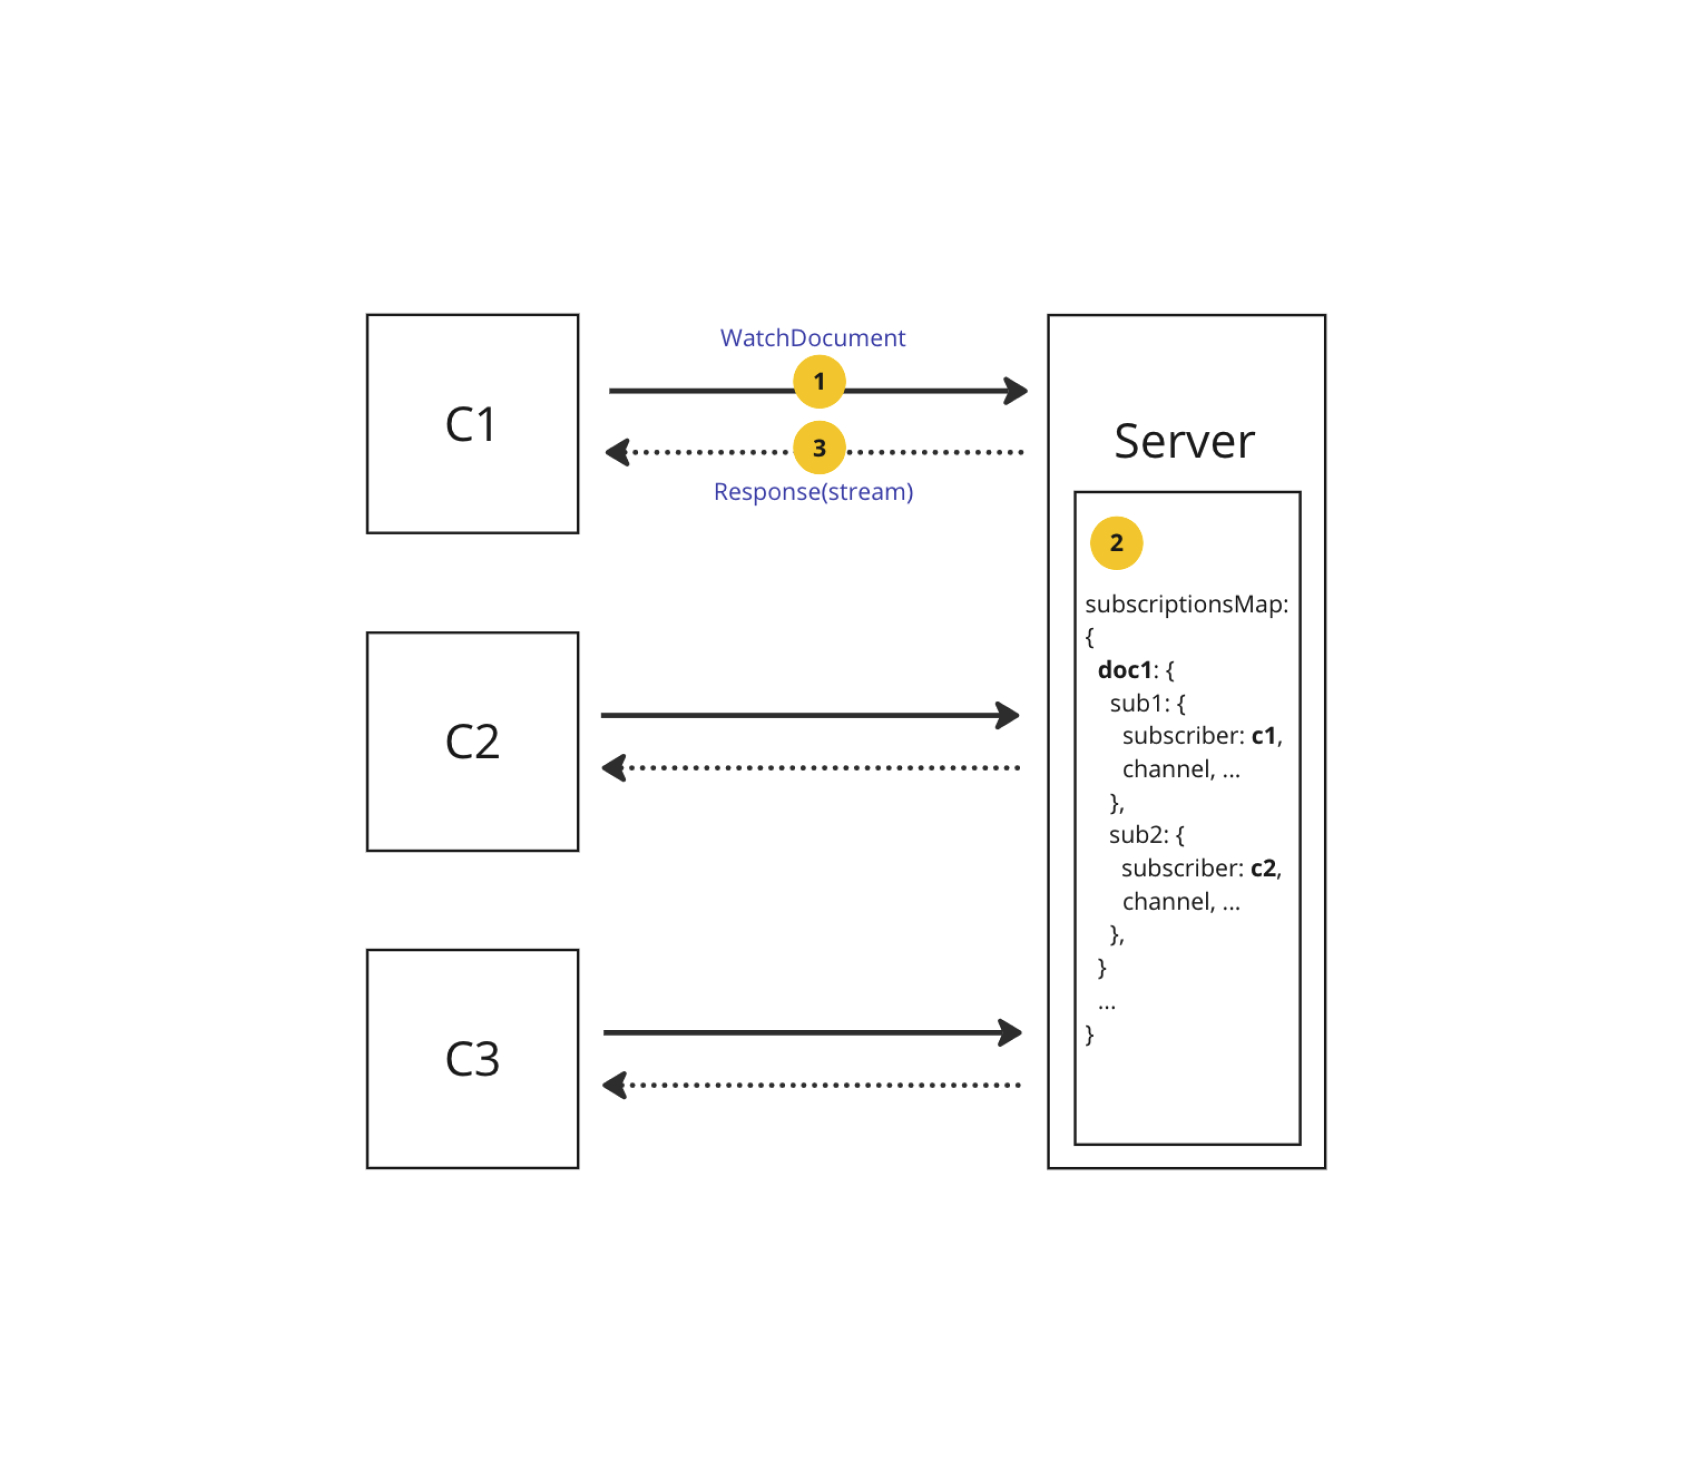 C1
WatchDocument
1
3
Response(stream)
C2
C3
Server
2
subscriptionsMap:
{
doc1: {
sub1: {
subscriber: c1,
channel, ...
},
sub2: {
subscriber: c2,
channel, ...
},
}
...
}